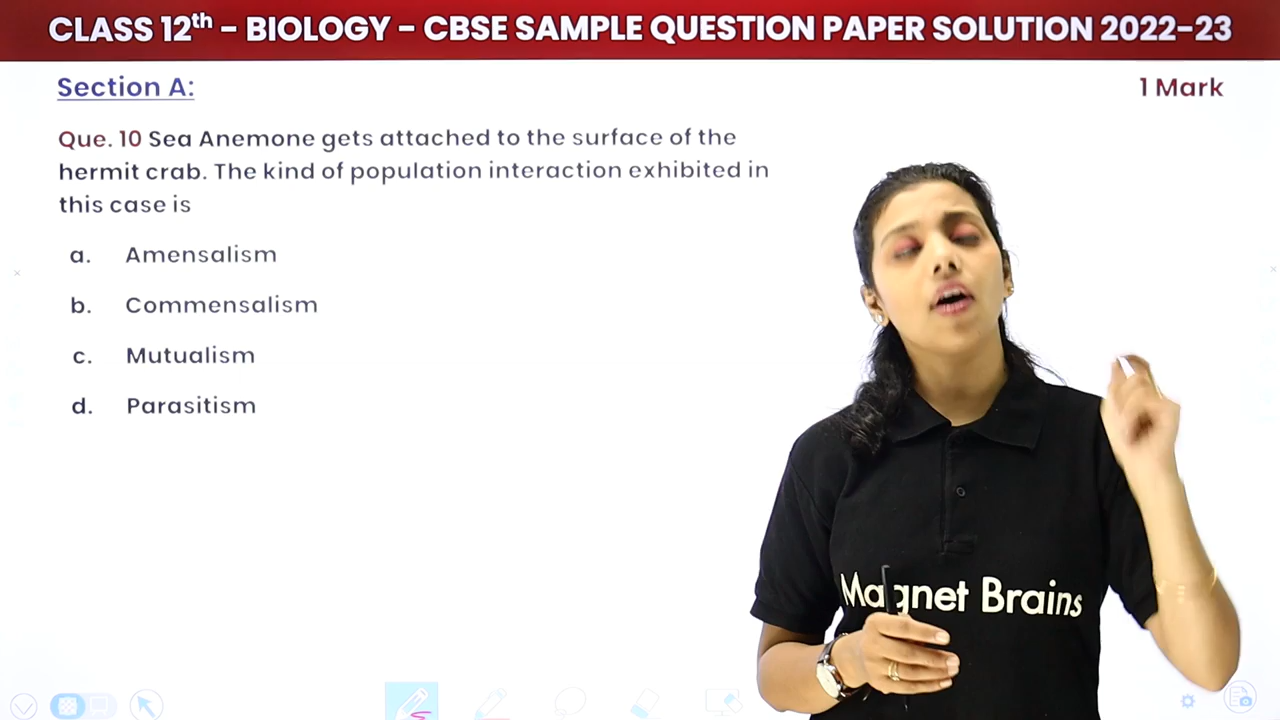 CLASS 12th – BIOLOGY – CBSE SAMPLE QUESTION PAPER SOLUTION 2022–23
Section A:
1 Mark
Que. 10 Sea Anemone gets attached to the surface of the
hermit crab. The kind of population interaction exhibited in
this case is
a. Amensalism
b. Commensalism
c. Mutualism
d. Parasitism
Magnet Brains